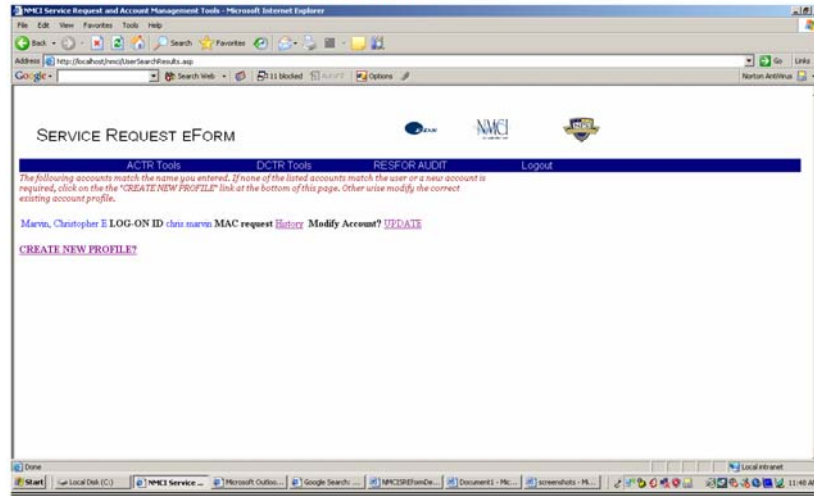 NMCI Service Request and Account Management Tools - Microsoft Internet Explorer
File Edit View Favorites Tools Help
Back Search Favorites
Address http://localhost/nmci/UserSearchResults.asp Go Links
Google Search Web 11 blocked Options Norton AntiVirus
SERVICE REQUEST EFORM NMCI NPS
ACTR Tools DCTR Tools RESFOR AUDIT Logout
The following accounts match the name you entered. If none of the listed accounts match the user or a new account is
required, click on the the "CREATE NEW PROFILE" link at the bottom of this page. Other wise modify the correct
existing account profile.
Marvin, Christopher E LOG-ON ID chris marvin MAC request History Modify Account? UPDATE
CREATE NEW PROFILE?
Done Local intranet
Start Local Disk (C:) NMCI Service ... Microsoft Outloo... Google Search: ... Document1 - Mic... screenshots - M... 11:40 AM